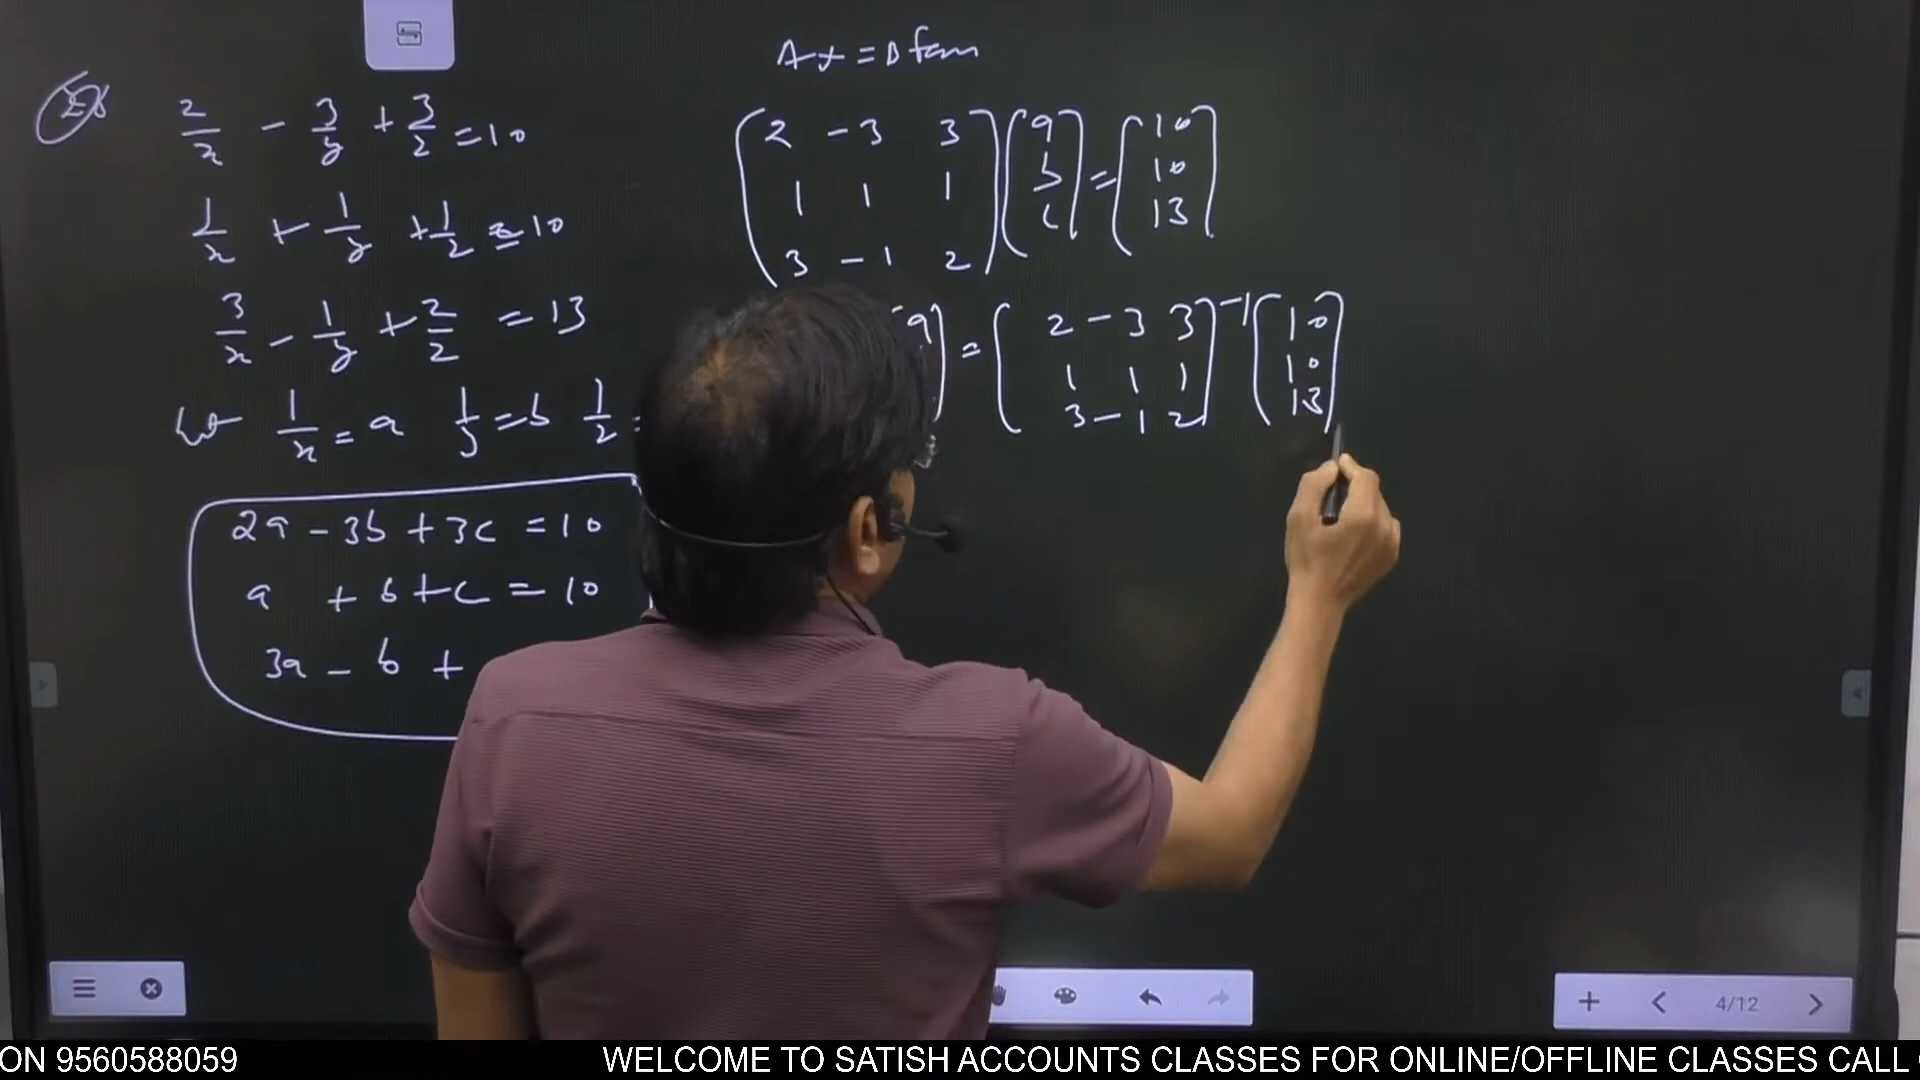 28
2/x - 3/y + 3/z = 10
1/x + 1/y + 1/z = 10
3/x - 1/y + 2/z = 13
Let 1/x = a 1/y = b 1/z =
2a - 3b + 3c = 10
a + b + c = 10
3a - b +
Ax = B form
2 -3 3 a = 10
1 1 1 b 10
3 -1 2 c 13
a = 2 -3 3 -1 10
1 1 1 10
3 -1 2 13
4/12
ON 9560588059 WELCOME TO SATISH ACCOUNTS CLASSES FOR ONLINE/OFFLINE CLASSES CALL